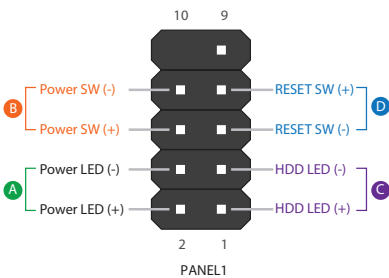 10 9
Power SW (-) RESET SW (+)
B D
Power SW (+) RESET SW (-)
Power LED (-) HDD LED (-)
A C
Power LED (+) HDD LED (+)
2 1
PANEL1